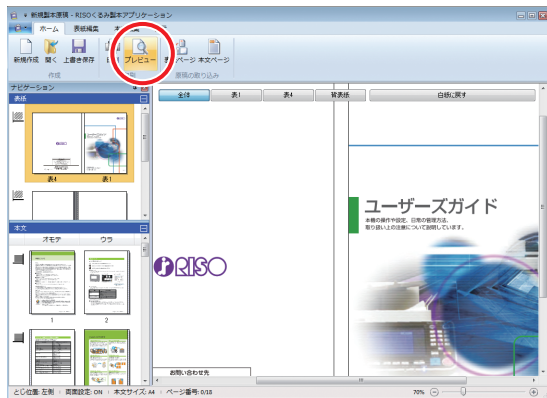 新規製本原稿 - RISOくるみ製本アプリケーション
ホーム 表紙編集
新規作成 開く 上書き保存 プレビュー 本文ページ
作成 原稿の取り込み
ナビゲーション
表紙
表4 表1
本文
オモテ ウラ
1 2
全体 表1 表4 背表紙 白紙に戻す
ユーザーズガイド
本機の操作や設定、日常の管理方法、
取り扱い上の注意について説明しています。
RISO
お問い合わせ先
とじ位置: 左側 両面設定: ON 本文サイズ: A4 ページ番号: 0/18 70%